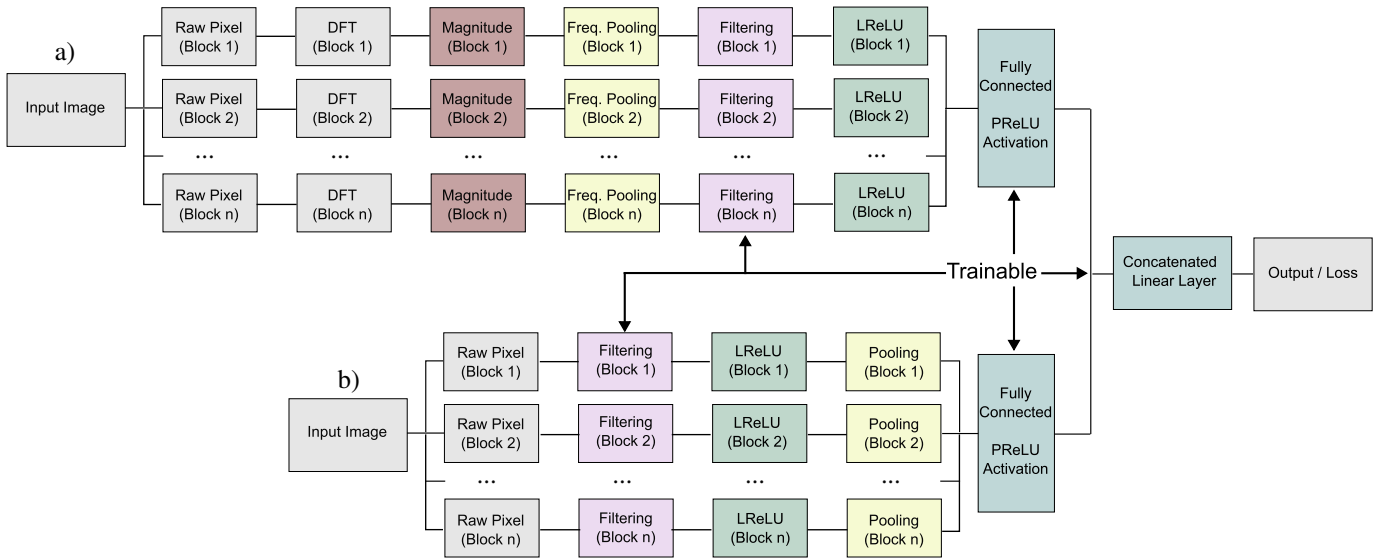 a)
Input Image
Raw Pixel
(Block 1)
DFT
(Block 1)
Magnitude
(Block 1)
Freq. Pooling
(Block 1)
Filtering
(Block 1)
LReLU
(Block 1)
Raw Pixel
(Block 2)
DFT
(Block 2)
Magnitude
(Block 2)
Freq. Pooling
(Block 2)
Filtering
(Block 2)
LReLU
(Block 2)
... ... ... ... ... ...
Raw Pixel
(Block n)
DFT
(Block n)
Magnitude
(Block n)
Freq. Pooling
(Block n)
Filtering
(Block n)
LReLU
(Block n)
Fully
Connected
PReLU
Activation
Trainable
Concatenated
Linear Layer
Output / Loss
b)
Input Image
Raw Pixel
(Block 1)
Filtering
(Block 1)
LReLU
(Block 1)
Pooling
(Block 1)
Raw Pixel
(Block 2)
Filtering
(Block 2)
LReLU
(Block 2)
Pooling
(Block 2)
... ... ... ...
Raw Pixel
(Block n)
Filtering
(Block n)
LReLU
(Block n)
Pooling
(Block n)
Fully
Connected
PReLU
Activation